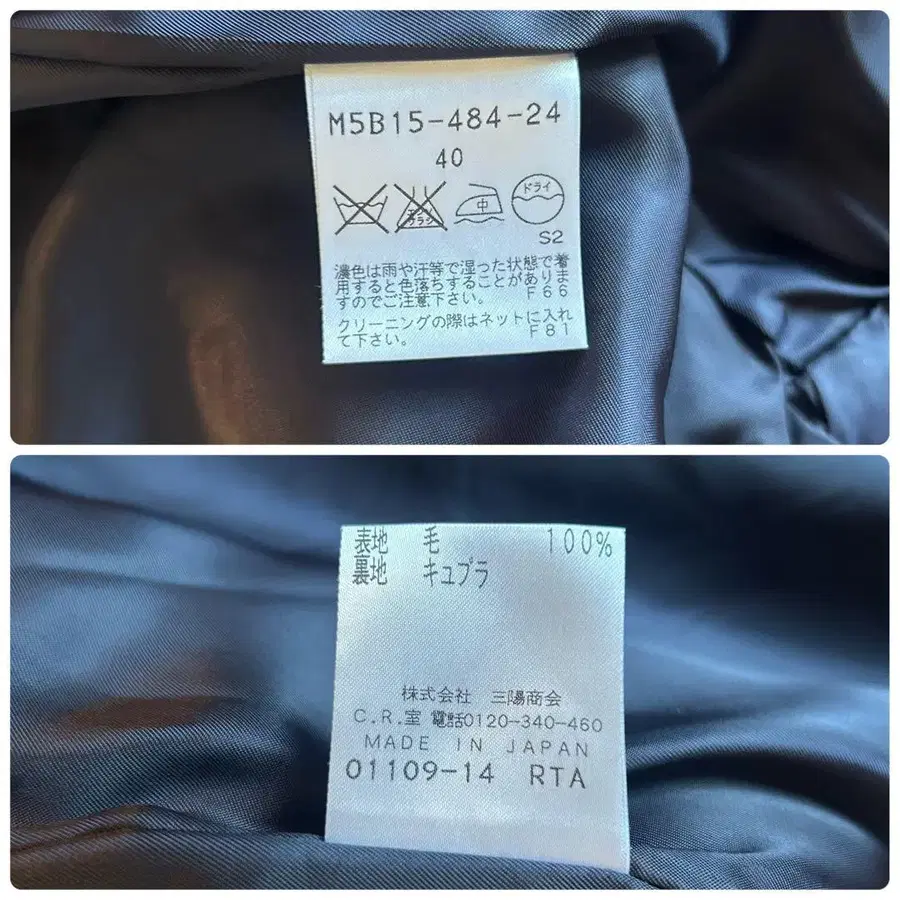 M5B15-484-24
40
中
ドライ
エンソ
サラシ
S2
濃色は雨や汗等で湿った状態で着
用すると色落ちすることがありま
すのでご注意下さい。 F66
クリーニングの際はネットに入れ
て下さい。 F81
表地 毛 100%
裏地 キュプラ
株式会社 三陽商会
C.R.室 電話0120-340-460
MADE IN JAPAN
01109-14 RTA